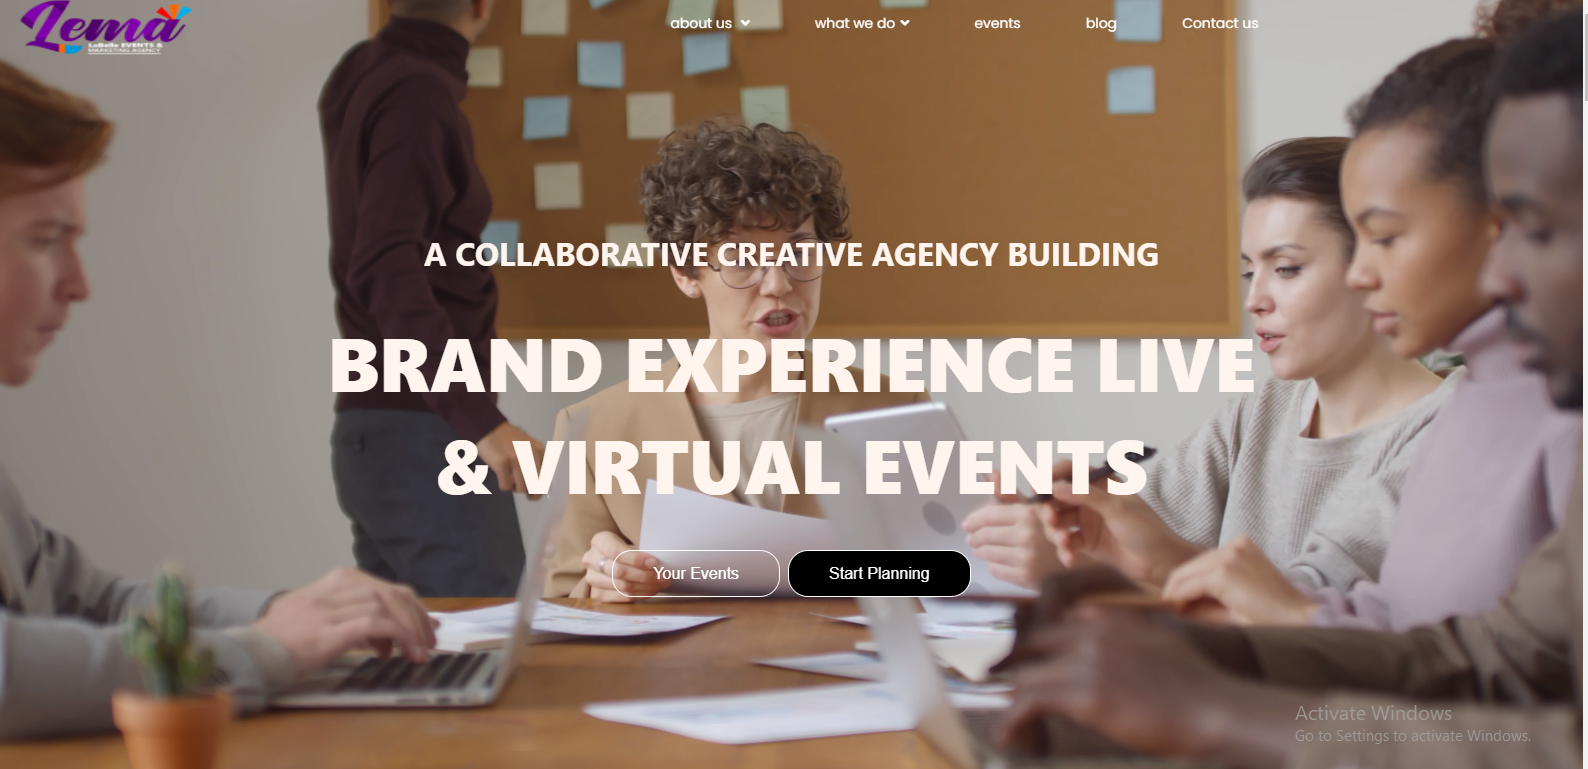 Lema
LaBelle EVENTS &
MARKETING AGENCY
about us
what we do
events
blog
Contact us
A COLLABORATIVE CREATIVE AGENCY BUILDING
BRAND EXPERIENCE LIVE
& VIRTUAL EVENTS
Your Events
Start Planning
Activate Windows
Go to Settings to activate Windows.